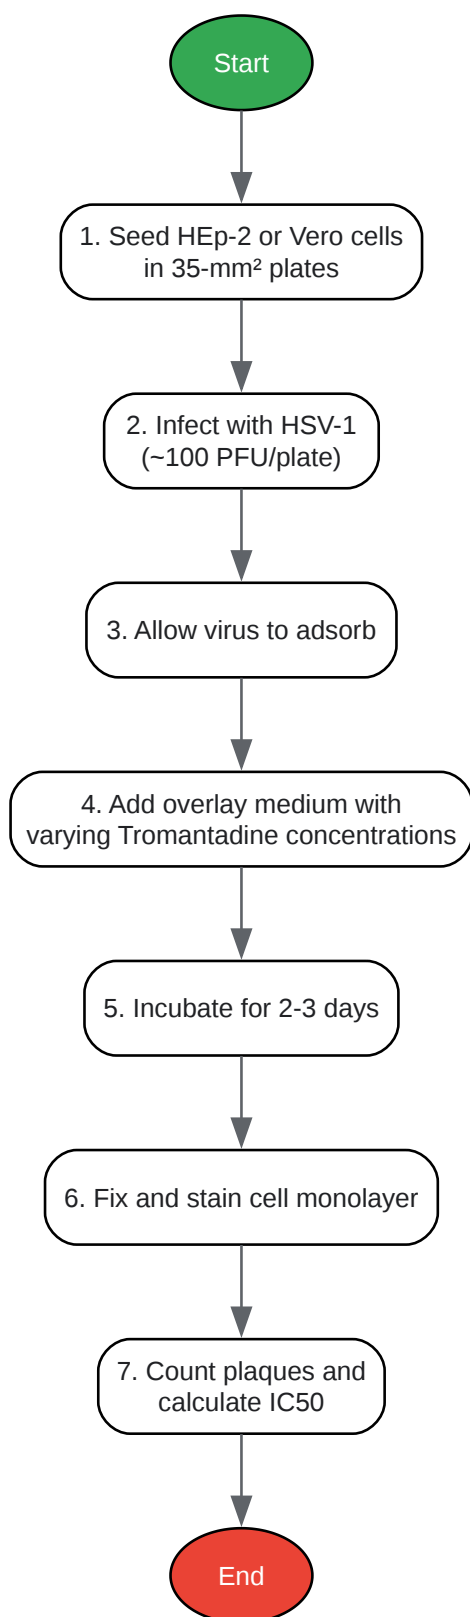 Start
1. Seed HEp-2 or Vero cells
in 35-mm² plates
2. Infect with HSV-1
(~100 PFU/plate)
3. Allow virus to adsorb
4. Add overlay medium with
varying Tromantadine concentrations
5. Incubate for 2-3 days
6. Fix and stain cell monolayer
7. Count plaques and
calculate IC50
End